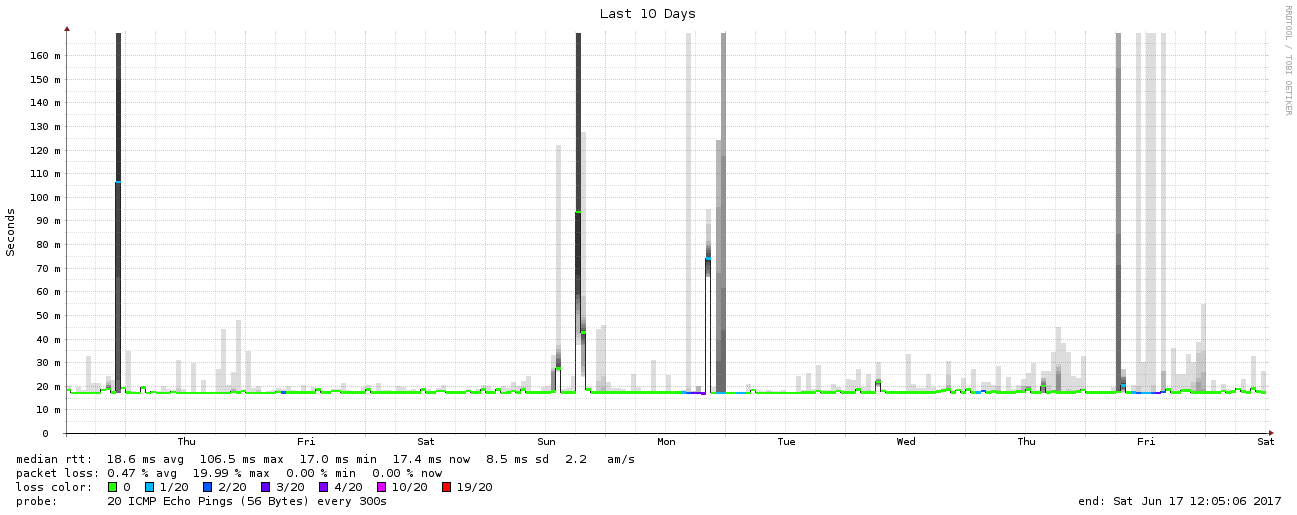 Last 10 Days
RRDTOOL / TOBI OETIKER
Seconds
160 m
150 m
140 m
130 m
120 m
110 m
100 m
90 m
80 m
70 m
60 m
50 m
40 m
30 m
20 m
10 m
0
Thu Fri Sat Sun Mon Tue Wed Thu Fri Sat
median rtt: 18.6 ms avg 106.5 ms max 17.0 ms min 17.4 ms now 8.5 ms sd 2.2 am/s
packet loss: 0.47 % avg 19.99 % max 0.00 % min 0.00 % now
loss color: 0 1/20 2/20 3/20 4/20 10/20 19/20
probe: 20 ICMP Echo Pings (56 Bytes) every 300s end: Sat Jun 17 12:05:06 2017